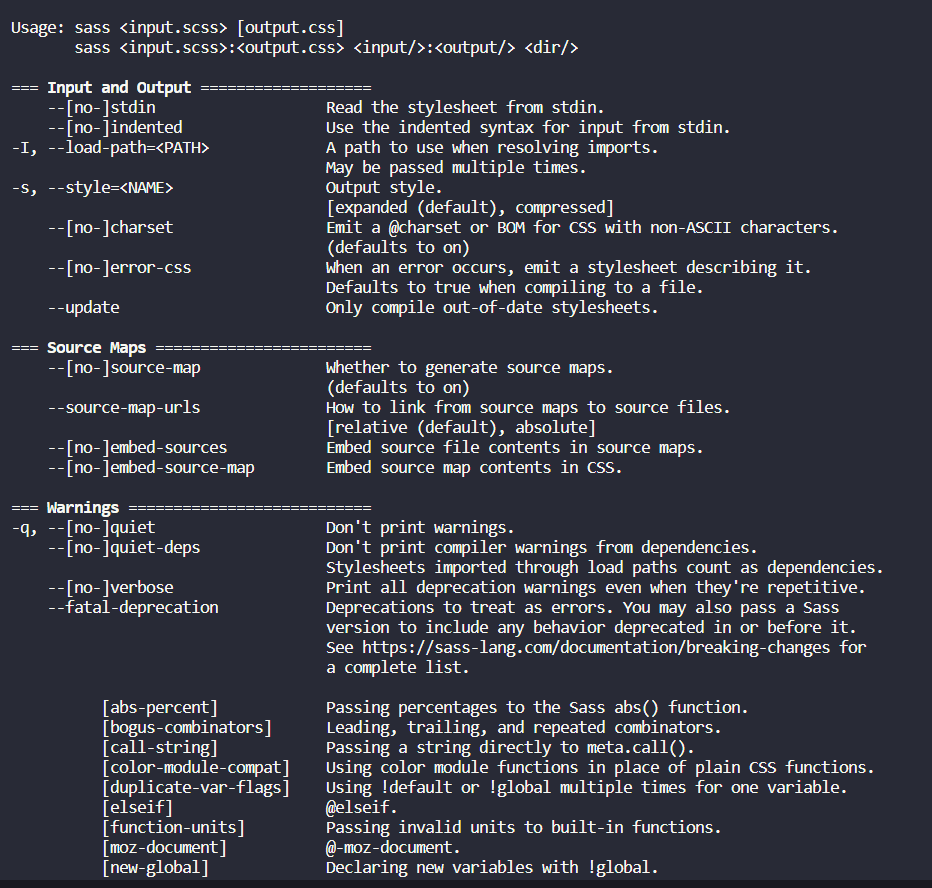 Usage: sass <input.scss> [output.css]
       sass <input.scss>:<output.css> <input/>:<output/> <dir/>

=== Input and Output ===================
    --[no-]stdin                   Read the stylesheet from stdin.
    --[no-]indented                Use the indented syntax for input from stdin.
-I, --load-path=<PATH>             A path to use when resolving imports.
                                   May be passed multiple times.
-s, --style=<NAME>                 Output style.
                                   [expanded (default), compressed]
    --[no-]charset                 Emit a @charset or BOM for CSS with non-ASCII characters.
                                   (defaults to on)
    --[no-]error-css               When an error occurs, emit a stylesheet describing it.
                                   Defaults to true when compiling to a file.
    --update                       Only compile out-of-date stylesheets.

=== Source Maps ========================
    --[no-]source-map              Whether to generate source maps.
                                   (defaults to on)
    --source-map-urls              How to link from source maps to source files.
                                   [relative (default), absolute]
    --[no-]embed-sources           Embed source file contents in source maps.
    --[no-]embed-source-map        Embed source map contents in CSS.

=== Warnings ===========================
-q, --[no-]quiet                   Don't print warnings.
    --[no-]quiet-deps              Don't print compiler warnings from dependencies.
                                   Stylesheets imported through load paths count as dependencies.
    --[no-]verbose                 Print all deprecation warnings even when they're repetitive.
    --fatal-deprecation            Deprecations to treat as errors. You may also pass a Sass
                                   version to include any behavior deprecated in or before it.
                                   See https://sass-lang.com/documentation/breaking-changes for
                                   a complete list.

          [abs-percent]            Passing percentages to the Sass abs() function.
          [bogus-combinators]      Leading, trailing, and repeated combinators.
          [call-string]            Passing a string directly to meta.call().
          [color-module-compat]    Using color module functions in place of plain CSS functions.
          [duplicate-var-flags]    Using !default or !global multiple times for one variable.
          [elseif]                 @elseif.
          [function-units]         Passing invalid units to built-in functions.
          [moz-document]           @-moz-document.
          [new-global]             Declaring new variables with !global.